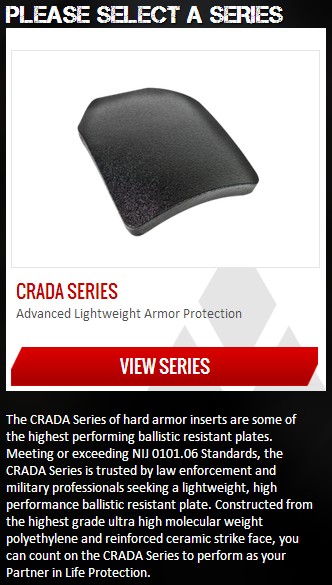 PLEASE SELECT A SERIES
CRADA SERIES
Advanced Lightweight Armor Protection
VIEW SERIES
The CRADA Series of hard armor inserts are some of
the highest performing ballistic resistant plates.
Meeting or exceeding NIJ 0101.06 Standards, the
CRADA Series is trusted by law enforcement and
military professionals seeking a lightweight, high
performance ballistic resistant plate. Constructed from
the highest grade ultra high molecular weight
polyethylene and reinforced ceramic strike face, you
can count on the CRADA Series to perform as your
Partner in Life Protection.